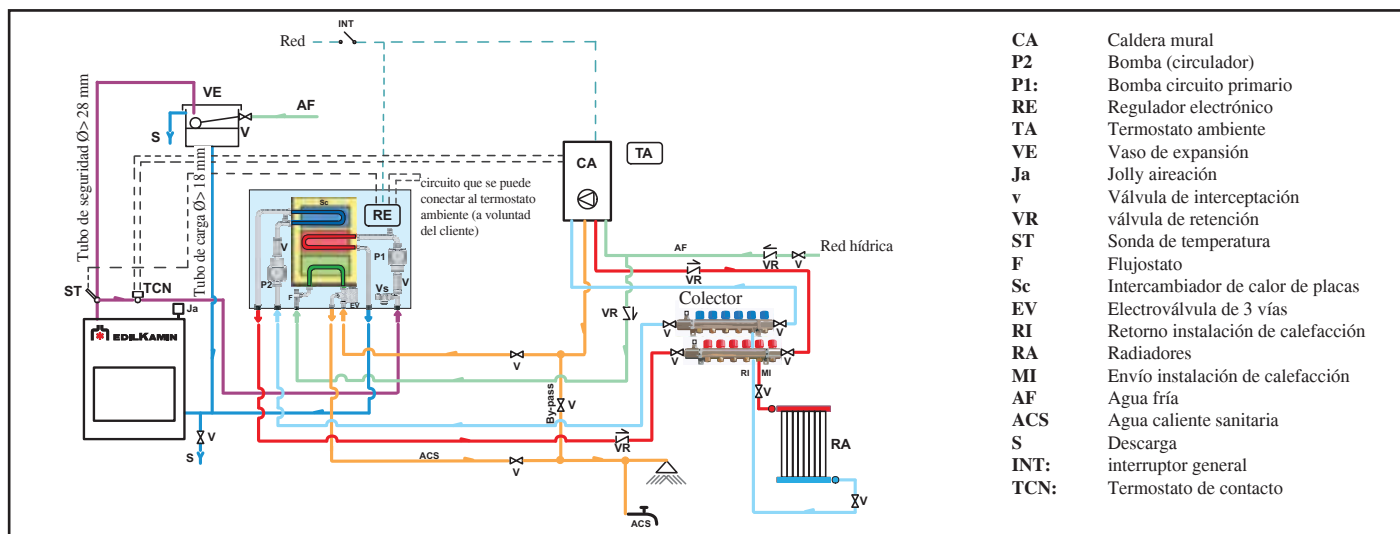 INT
Red
VE
AF
S
V
Tubo de seguridad Ø> 28 mm
Tubo de carga Ø> 18 mm
CA
TA
circuito que se puede
conectar al termostato
ambiente (a voluntad
del cliente)
Sc
RE
V
P1
P2
V
F
EV
Vs
ST
TCN
Ja
EDILKAMIN
AF
Red hídrica
VR
V
VR
VR
Colector
V
V
V
V
RI
MI
V
V
By-pass
V
V
S
VR
ACS
V
ACS
RA
V
CA Caldera mural
P2 Bomba (circulador)
P1: Bomba circuito primario
RE Regulador electrónico
TA Termostato ambiente
VE Vaso de expansión
Ja Jolly aireación
v Válvula de interceptación
VR válvula de retención
ST Sonda de temperatura
F Flujostato
Sc Intercambiador de calor de placas
EV Electroválvula de 3 vías
RI Retorno instalación de calefacción
RA Radiadores
MI Envío instalación de calefacción
AF Agua fría
ACS Agua caliente sanitaria
S Descarga
INT: interruptor general
TCN: Termostato de contacto